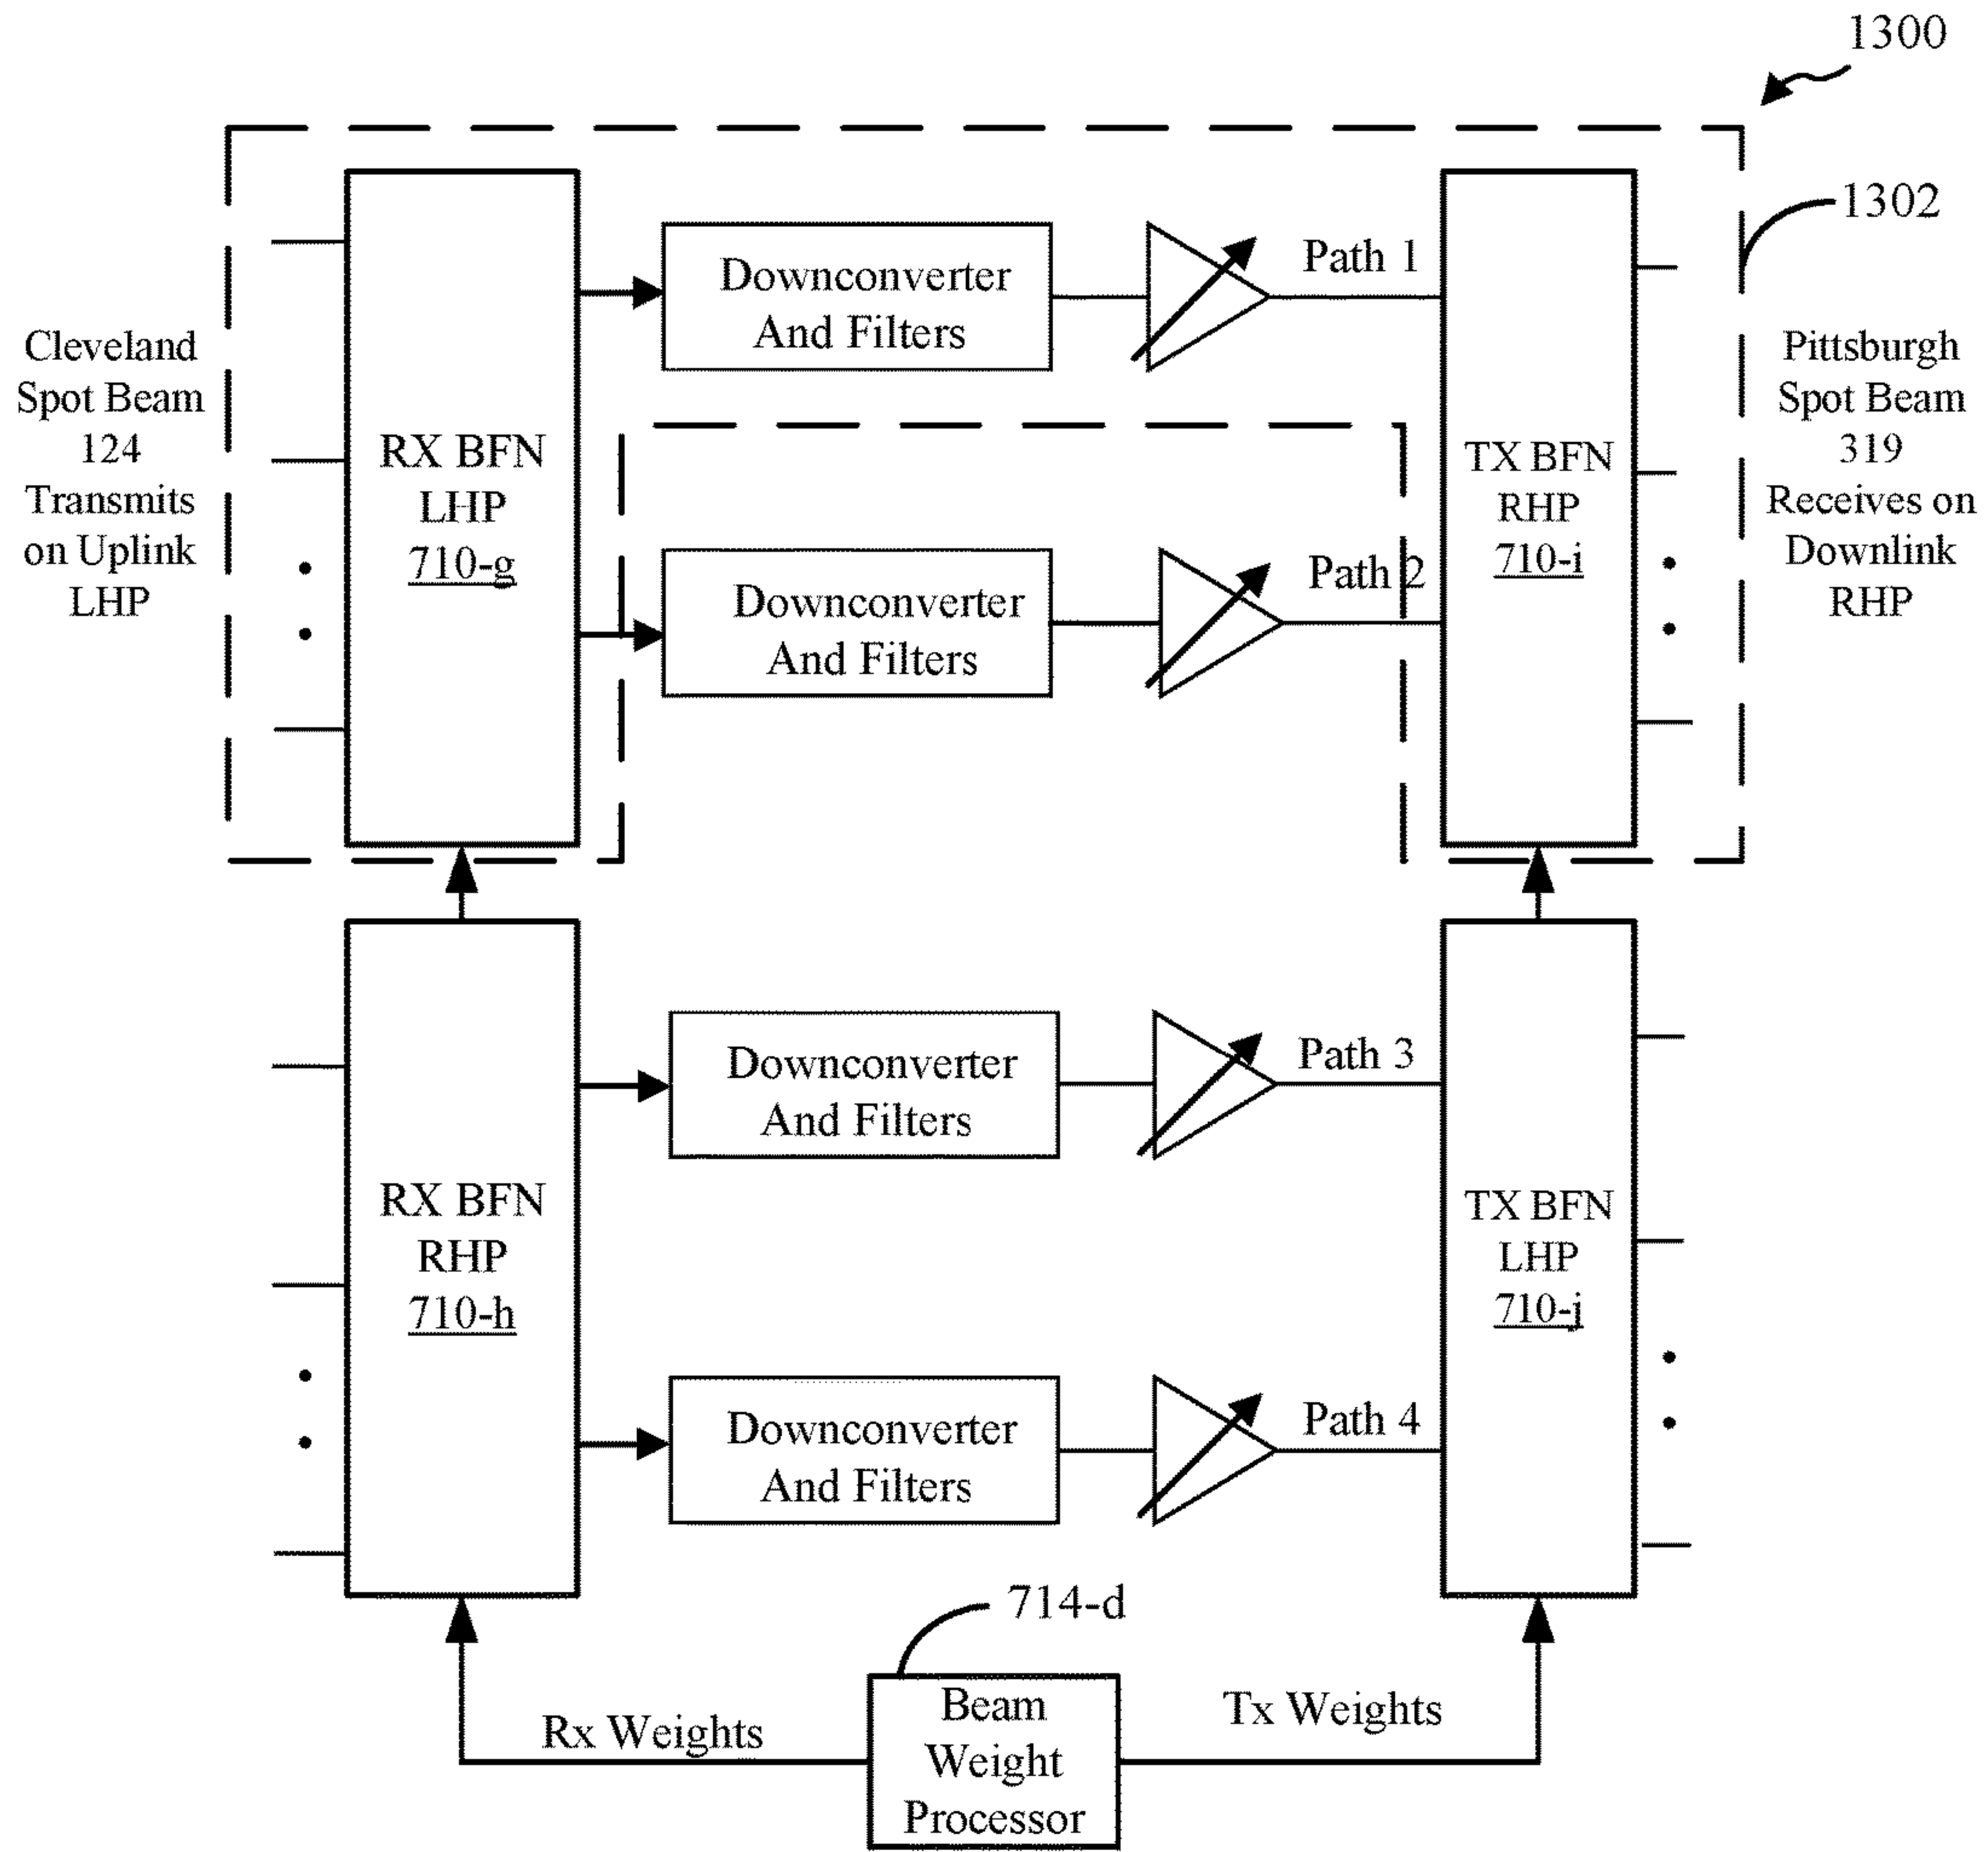 1300
1302
Cleveland
Spot Beam
124
Transmits
on Uplink
LHP
RX BFN
LHP
710-g
Downconverter
And Filters
Path 1
Downconverter
And Filters
Path 2
TX BFN
RHP
710-i
Pittsburgh
Spot Beam
319
Receives on
Downlink
RHP
RX BFN
RHP
710-h
Downconverter
And Filters
Path 3
Downconverter
And Filters
Path 4
TX BFN
LHP
710-j
714-d
Rx Weights
Beam
Weight
Processor
Tx Weights